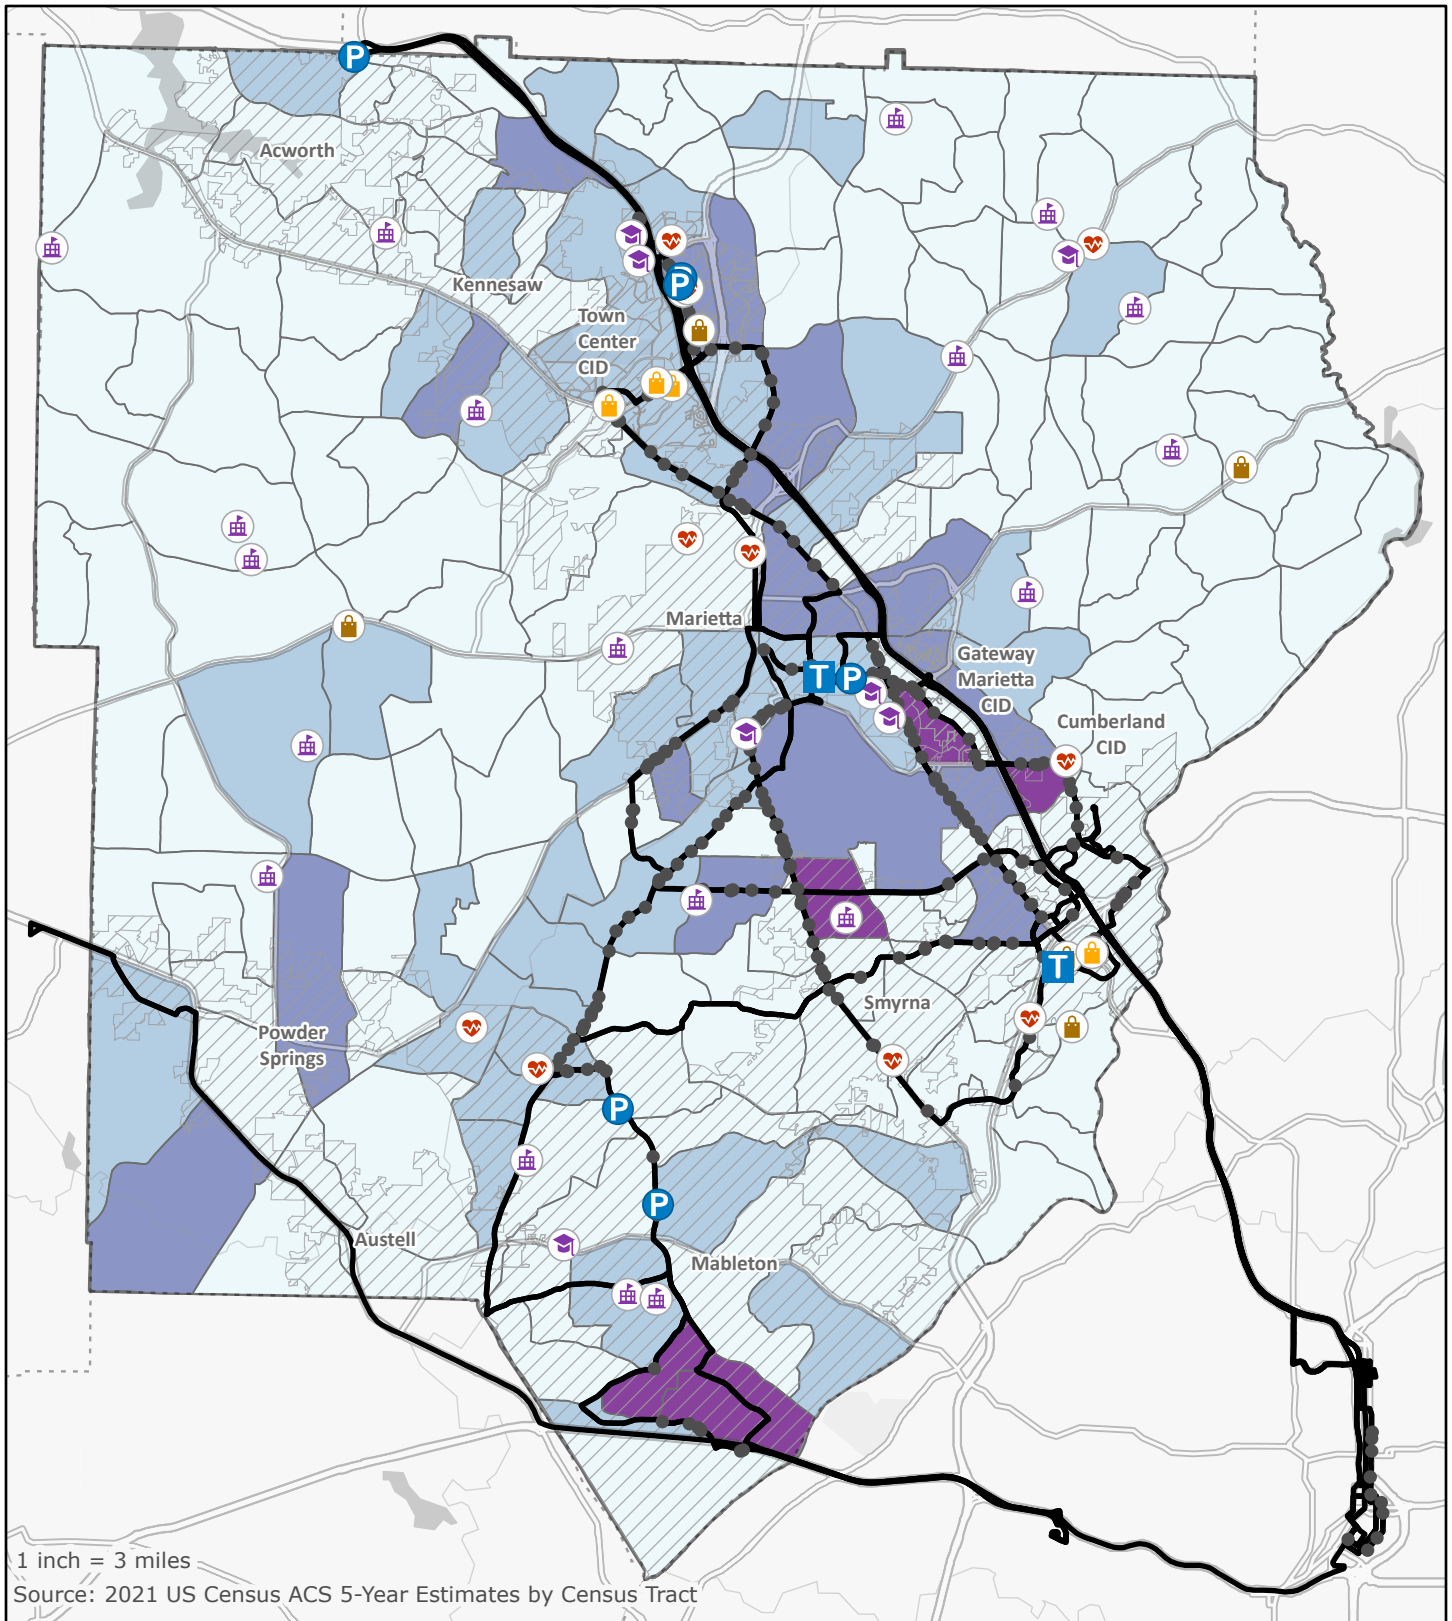 P
Acworth
Kennesaw
P
Town
Center
CID
Marietta
Gateway
Marietta
CID
T
P
Cumberland
CID
Smyrna
T
Powder
Springs
P
P
Austell
Mableton
1 inch = 3 miles
Source: 2021 US Census ACS 5-Year Estimates by Census Tract